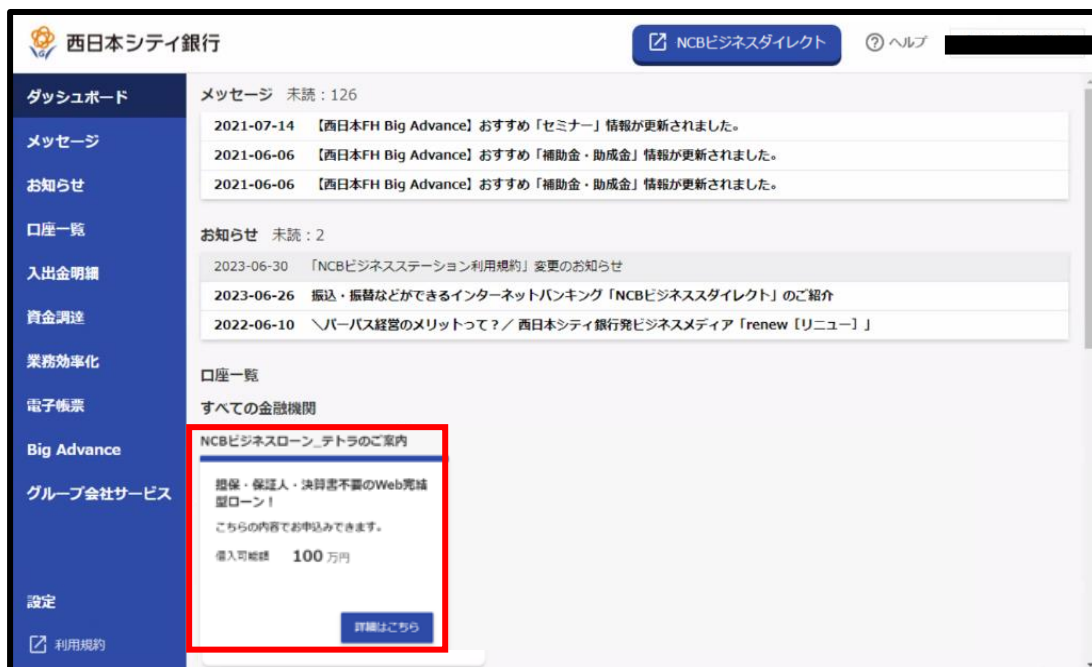 西日本シティ銀行
NCBビジネスダイレクト
ヘルプ
ダッシュボード
メッセージ
お知らせ
口座一覧
入出金明細
資金調達
業務効率化
電子帳票
Big Advance
グループ会社サービス
設定
利用規約
メッセージ 未読：126
2021-07-14 【西日本FH Big Advance】おすすめ「セミナー」情報が更新されました。
2021-06-06 【西日本FH Big Advance】おすすめ「補助金・助成金」情報が更新されました。
2021-06-06 【西日本FH Big Advance】おすすめ「補助金・助成金」情報が更新されました。
お知らせ 未読：2
2023-06-30 「NCBビジネスステーション利用規約」変更のお知らせ
2023-06-26 振込・振替などができるインターネットバンキング「NCBビジネススダイレクト」のご紹介
2022-06-10 ＼パーパス経営のメリットって？／ 西日本シティ銀行発ビジネスメディア「renew［リニュー］」
口座一覧
すべての金融機関
NCBビジネスローン_テトラのご案内
担保・保証人・決算書不要のWeb完結
型ローン！
こちらの内容でお申込みできます。
借入可能額 100 万円
詳細はこちら